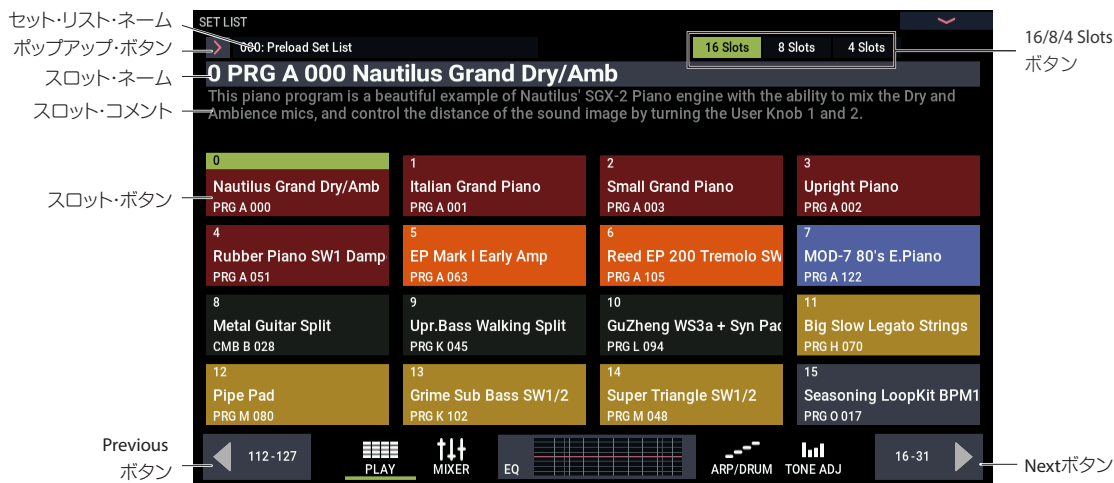 セット・リスト・ネーム
ポップアップ・ボタン
スロット・ネーム
スロット・コメント
スロット・ボタン
Previous
ボタン
16/8/4 Slots
ボタン
Nextボタン
SET LIST
000: Preload Set List
16 Slots
8 Slots
4 Slots
0 PRG A 000 Nautilus Grand Dry/Amb
This piano program is a beautiful example of Nautilus' SGX-2 Piano engine with the ability to mix the Dry and
Ambience mics, and control the distance of the sound image by turning the User Knob 1 and 2.
0
Nautilus Grand Dry/Amb
PRG A 000
1
Italian Grand Piano
PRG A 001
2
Small Grand Piano
PRG A 003
3
Upright Piano
PRG A 002
4
Rubber Piano SW1 Damp
PRG A 051
5
EP Mark I Early Amp
PRG A 063
6
Reed EP 200 Tremolo SW
PRG A 105
7
MOD-7 80's E.Piano
PRG A 122
8
Metal Guitar Split
CMB B 028
9
Upr.Bass Walking Split
PRG K 045
10
GuZheng WS3a + Syn Pad
PRG L 094
11
Big Slow Legato Strings
PRG H 070
12
Pipe Pad
PRG M 080
13
Grime Sub Bass SW1/2
PRG K 102
14
Super Triangle SW1/2
PRG M 048
15
Seasoning LoopKit BPM1
PRG O 017
112-127
PLAY
MIXER
EQ
ARP/DRUM
TONE ADJ
16-31